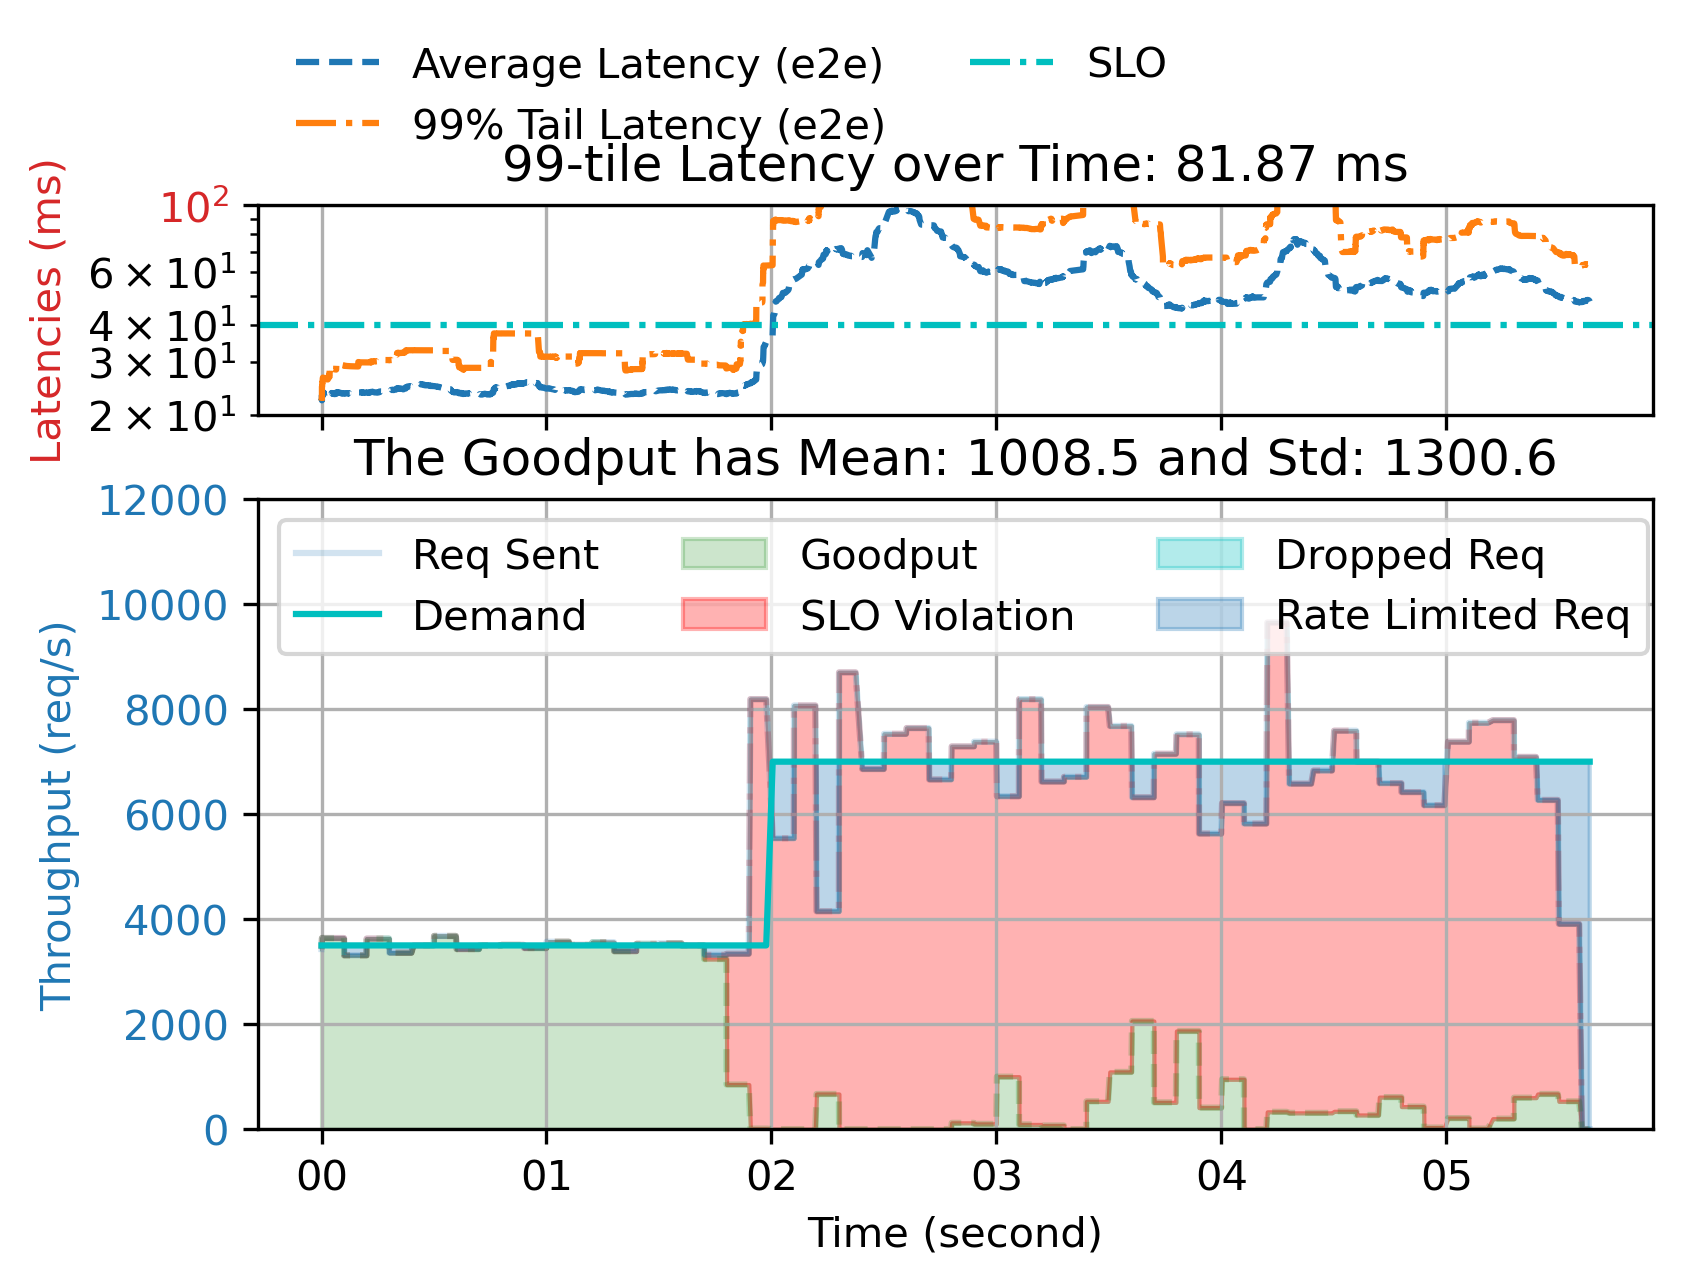 Average Latency (e2e) SLO
99% Tail Latency (e2e)
99-tile Latency over Time: 81.87 ms
Latencies (ms)
10²
6 × 10¹
4 × 10¹
3 × 10¹
2 × 10¹
The Goodput has Mean: 1008.5 and Std: 1300.6
Throughput (req/s)
12000
10000
8000
6000
4000
2000
0
Req Sent Goodput Dropped Req
Demand SLO Violation Rate Limited Req
00 01 02 03 04 05
Time (second)